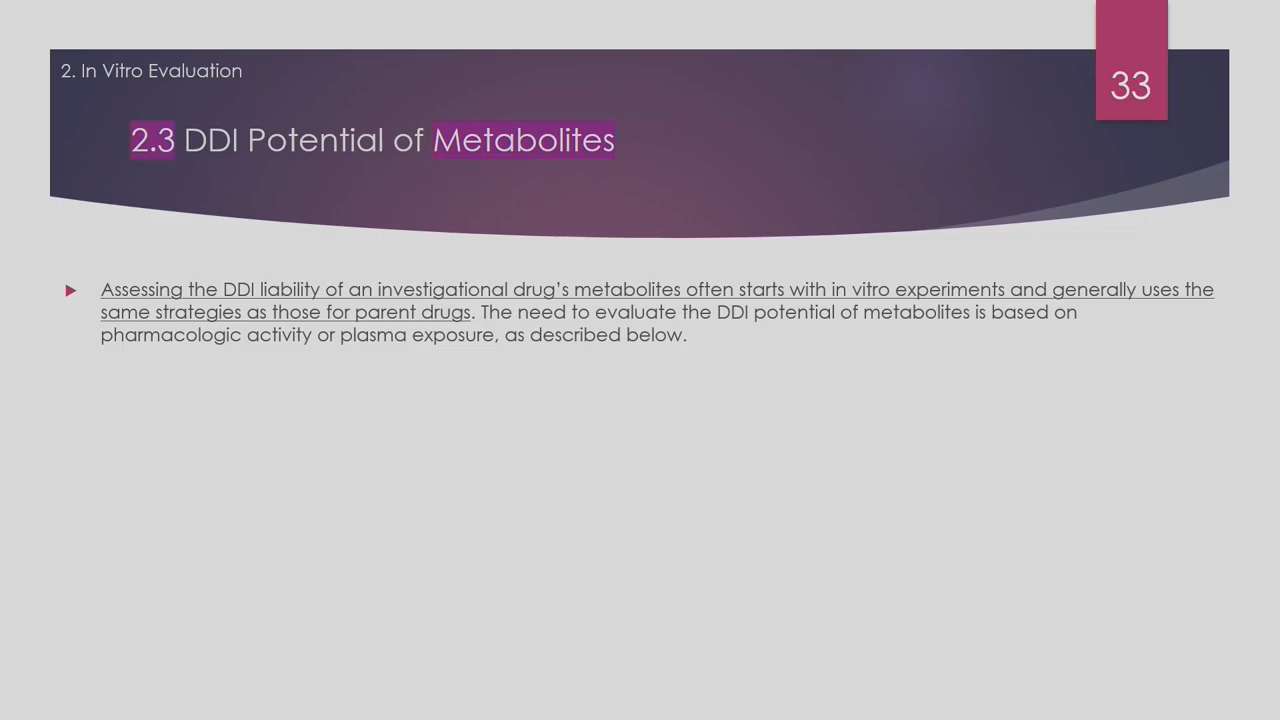 2. In Vitro Evaluation
33
2.3 DDI Potential of Metabolites
Assessing the DDI liability of an investigational drug’s metabolites often starts with in vitro experiments and generally uses the
same strategies as those for parent drugs. The need to evaluate the DDI potential of metabolites is based on
pharmacologic activity or plasma exposure, as described below.